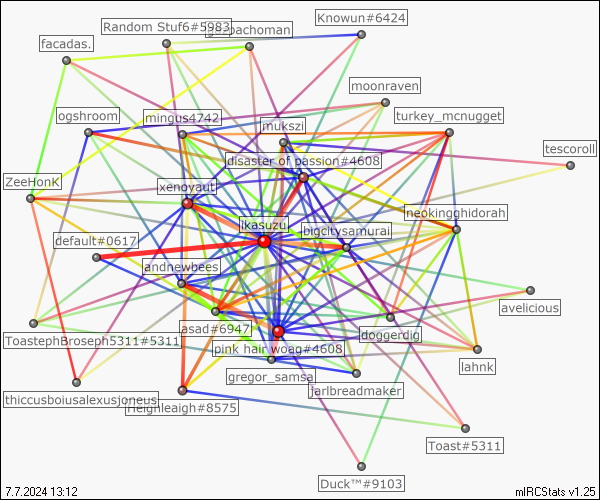 Knowun#6424
Random Stuf6#5983
pachoman
facadas.
moonraven
ogshroom
mingus4742
turkey_mcnugget
mukszi
tescoroll
disaster of passion#4608
ZeeHonK
xenoyaut
neokingghidorah
ikasuzu
bigcitysamurai
default#0617
andnewbees
avelicious
asad#6947
doggerdig
ToastephBroseph5311#5311
pink hair woag#4608
lahnk
gregor_samsa
jarlbreadmaker
thiccusboiusalexusjoneus
Heighleaigh#8575
Toast#5311
Duck™#9103
7.7.2024 13:12
mIRCStats v1.25